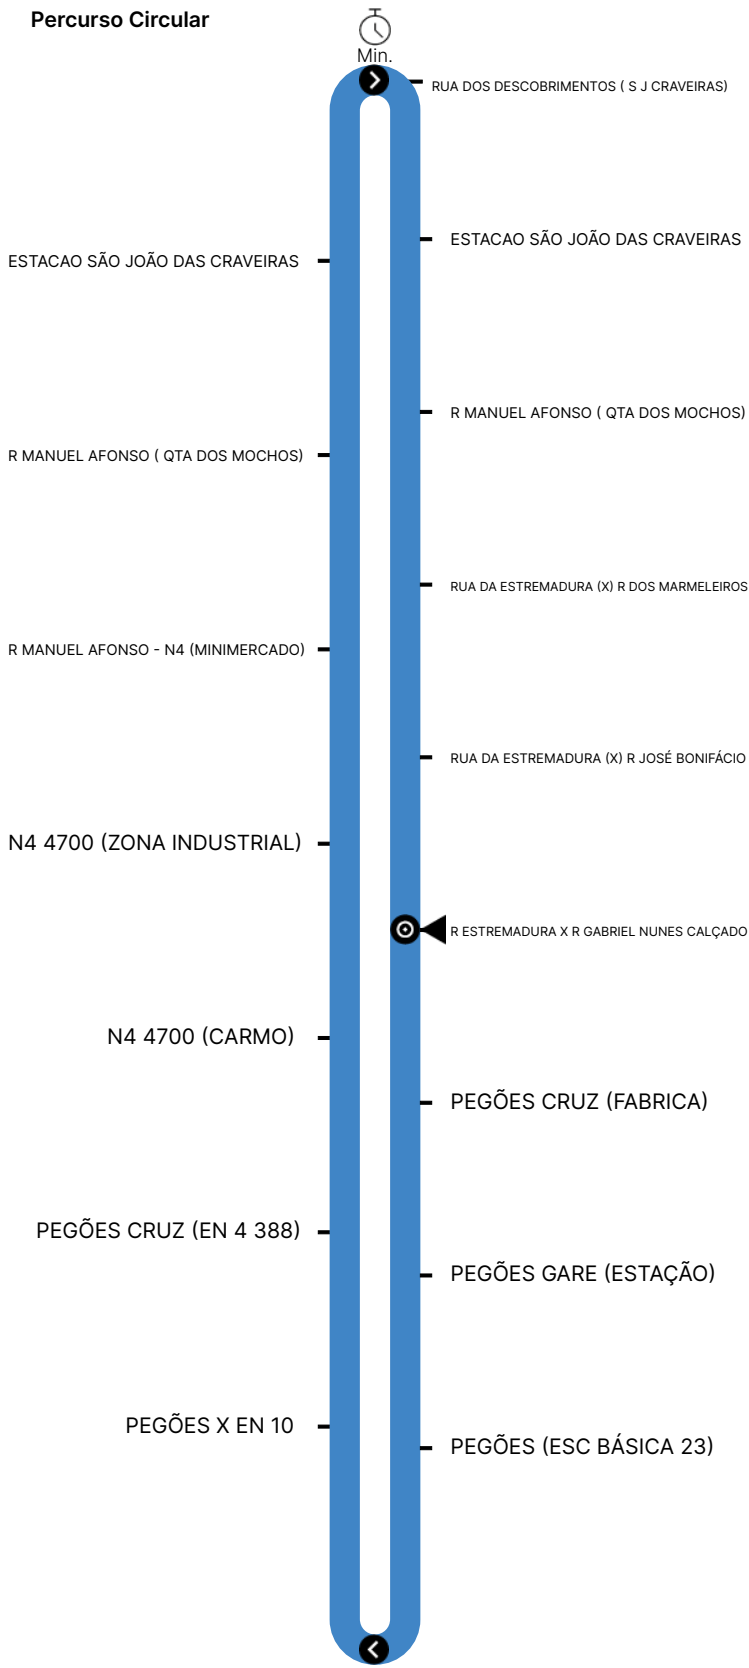 Percurso Circular
Min.
RUA DOS DESCOBRIMENTOS ( S J CRAVEIRAS)
ESTACAO SÃO JOÃO DAS CRAVEIRAS
ESTACAO SÃO JOÃO DAS CRAVEIRAS
R MANUEL AFONSO ( QTA DOS MOCHOS)
R MANUEL AFONSO ( QTA DOS MOCHOS)
RUA DA ESTREMADURA (X) R DOS MARMELEIROS
R MANUEL AFONSO - N4 (MINIMERCADO)
RUA DA ESTREMADURA (X) R JOSÉ BONIFÁCIO
N4 4700 (ZONA INDUSTRIAL)
R ESTREMADURA X R GABRIEL NUNES CALÇADO
N4 4700 (CARMO)
PEGÕES CRUZ (FABRICA)
PEGÕES CRUZ (EN 4 388)
PEGÕES GARE (ESTAÇÃO)
PEGÕES X EN 10
PEGÕES (ESC BÁSICA 23)